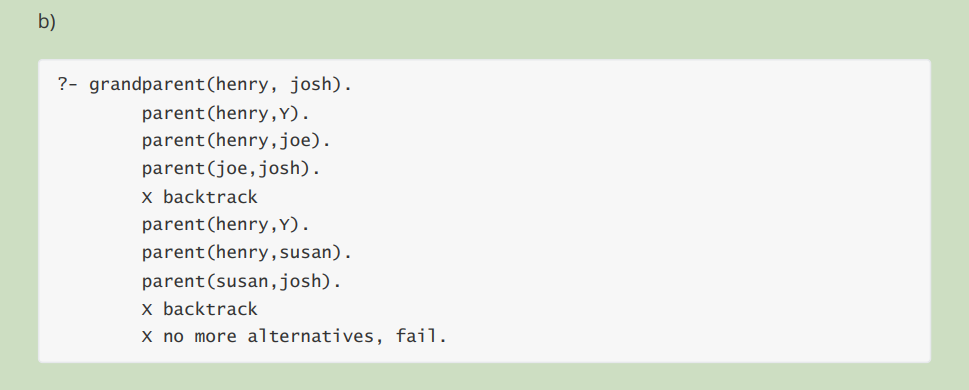 b)
?- grandparent(henry, josh).
parent(henry,Y).
parent(henry,joe).
parent(joe,josh).
X backtrack
parent(henry,Y).
parent(henry,susan).
parent(susan,josh).
X backtrack
X no more alternatives, fail.